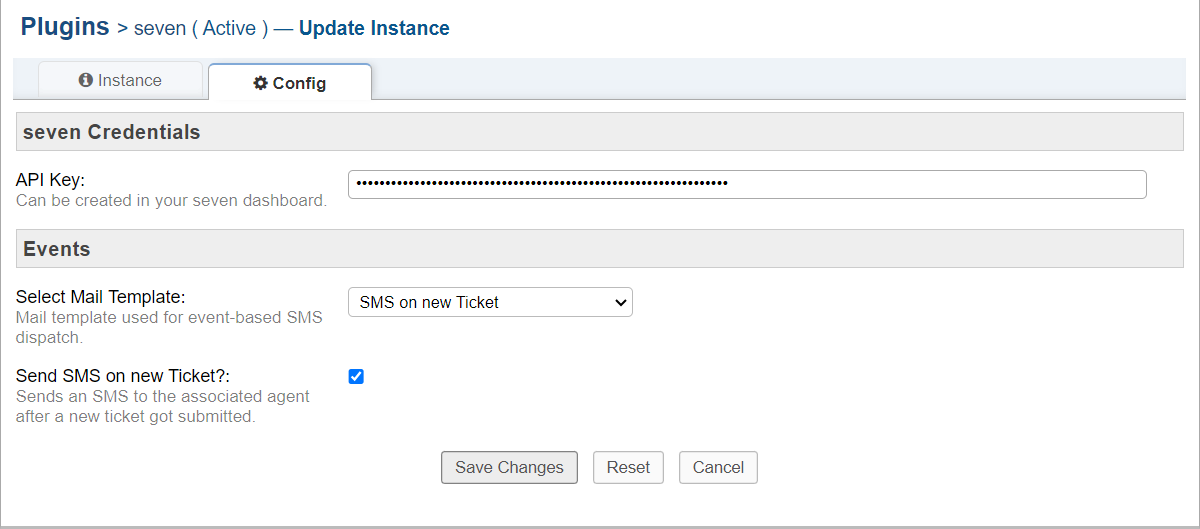 Plugins > seven ( Active ) — Update Instance
Instance
Config
seven Credentials
API Key:
Can be created in your seven dashboard.
Events
Select Mail Template:
SMS on new Ticket
Mail template used for event-based SMS
dispatch.
Send SMS on new Ticket?:
Sends an SMS to the associated agent
after a new ticket got submitted.
Save Changes
Reset
Cancel